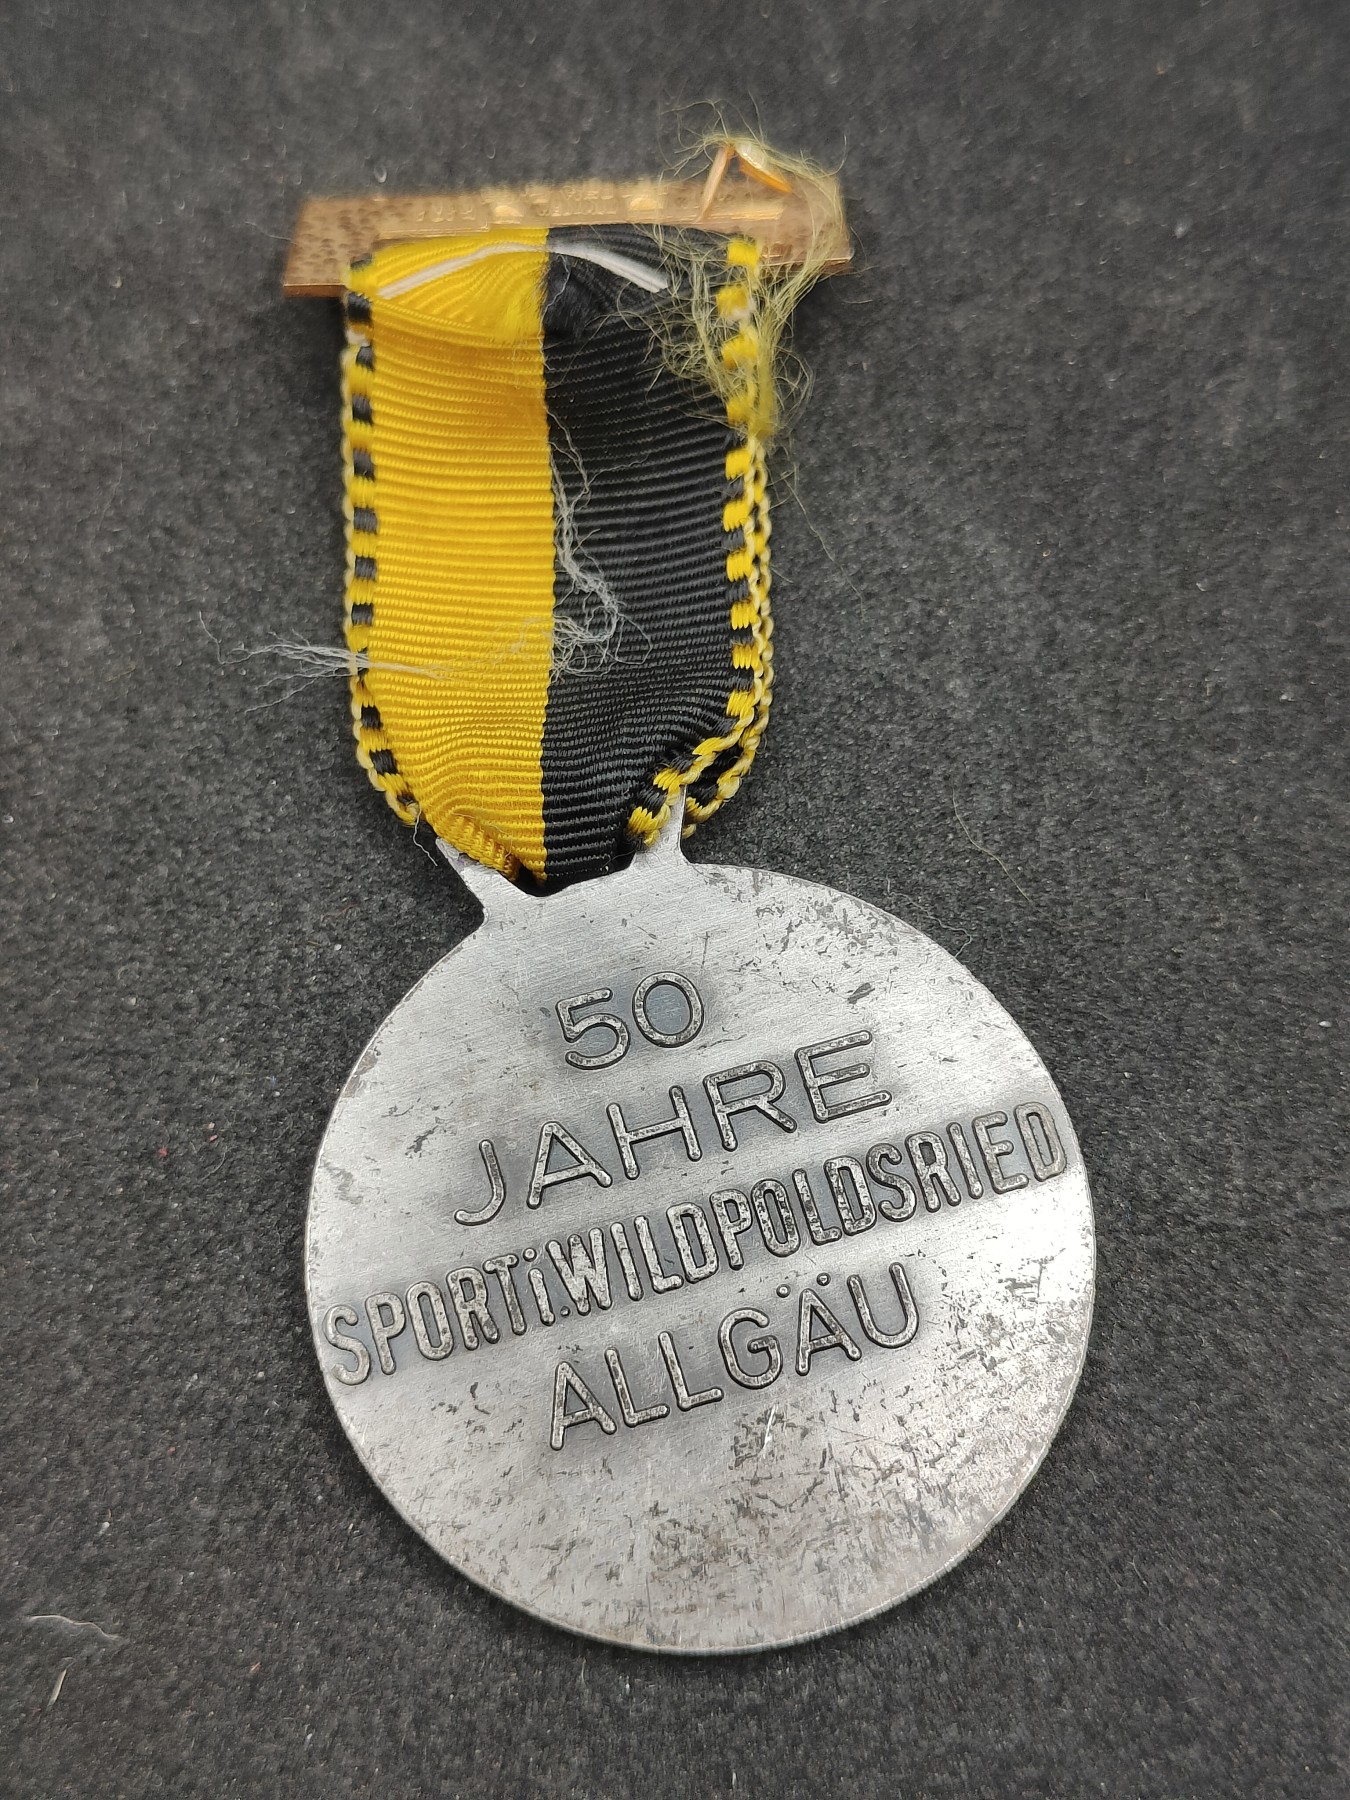 50
JAHRE
SPORT i.WILDPOLDSRIED
ALLGÄU